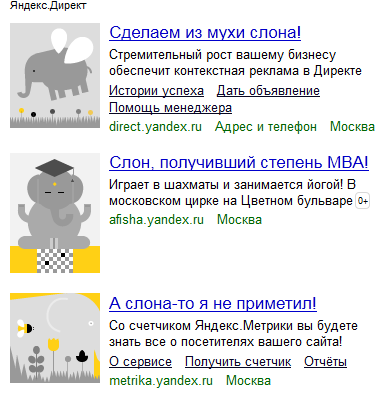 Яндекс.Директ
Сделаем из мухи слона!
Стремительный рост вашему бизнесу
обеспечит контекстная реклама в Директе
Истории успеха Дать объявление
Помощь менеджера
direct.yandex.ru Адрес и телефон Москва
Слон, получивший степень MBA!
Играет в шахматы и занимается йогой! В
московском цирке на Цветном бульваре 0+
afisha.yandex.ru Москва
А слона-то я не приметил!
Со счетчиком Яндекс.Метрики вы будете
знать все о посетителях вашего сайта!
О сервисе Получить счетчик Отчёты
metrika.yandex.ru Москва